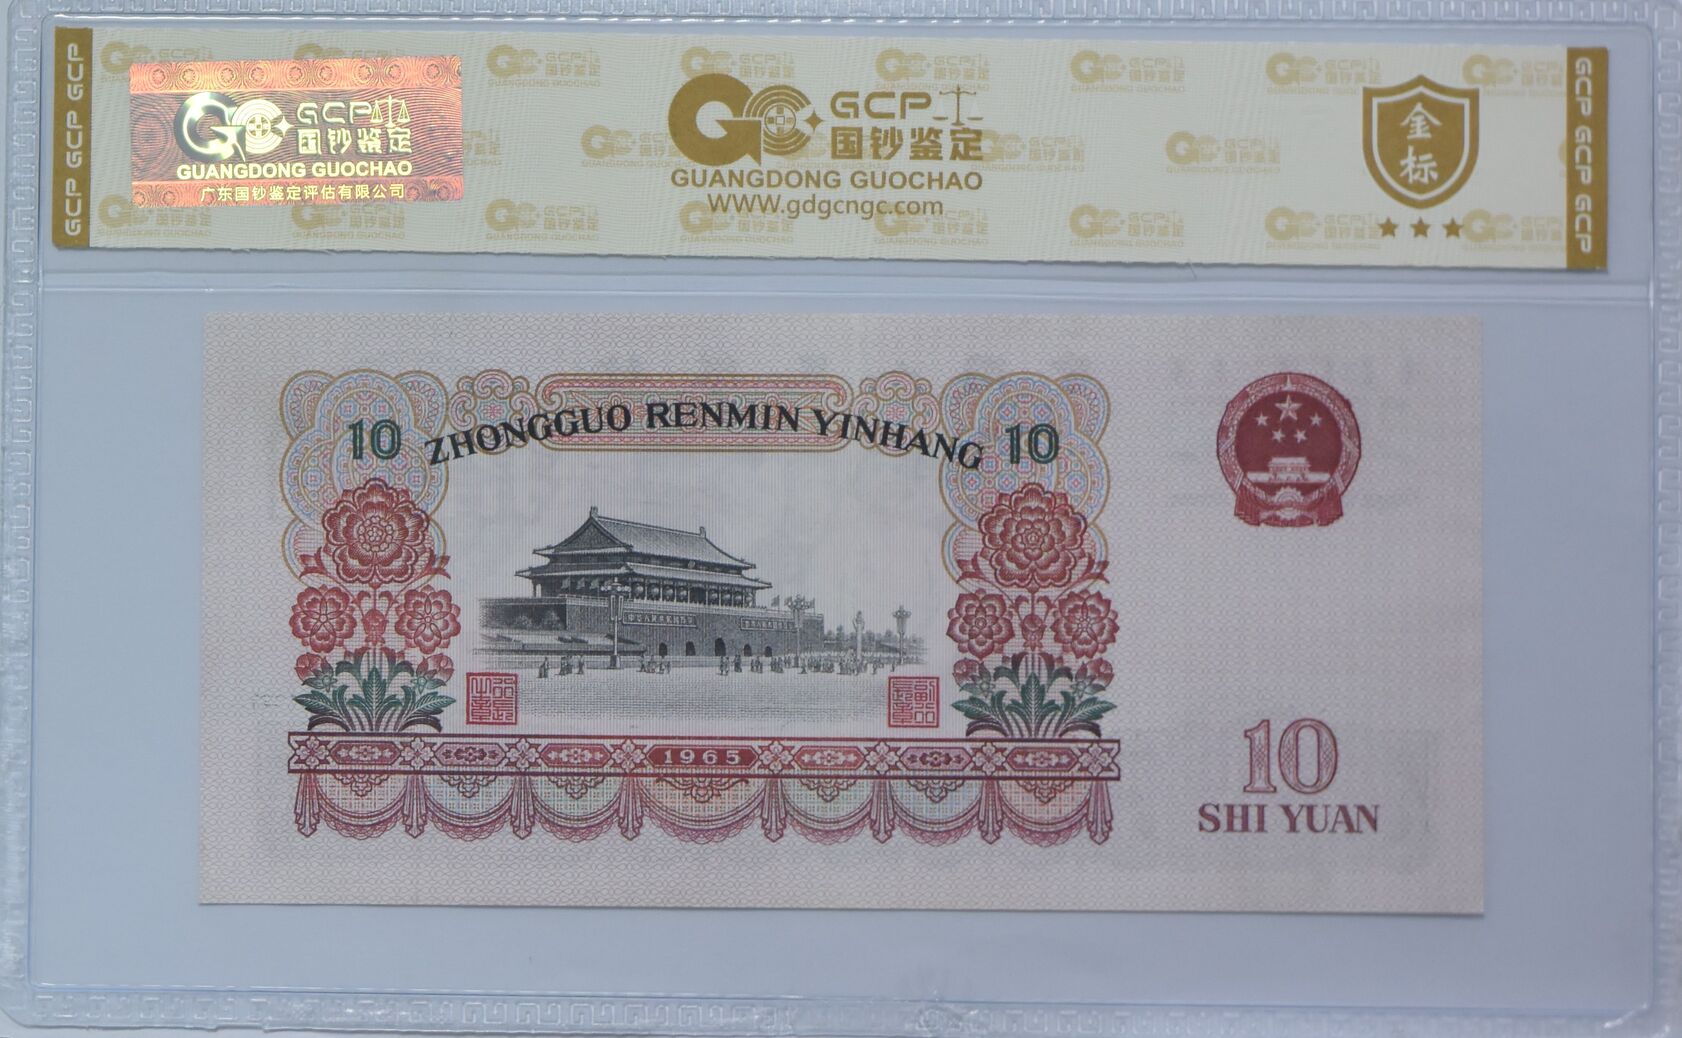 GCP GCP GCP
GCP
国钞鉴定
GUANGDONG GUOCHAO
广东国钞鉴定评估有限公司
GCP
国钞鉴定
GUANGDONG GUOCHAO
WWW.gdgcngc.com
金
标
GCP GCP GCP
10 ZHONGGUO RENMIN YINHANG 10
1965
10
SHI YUAN